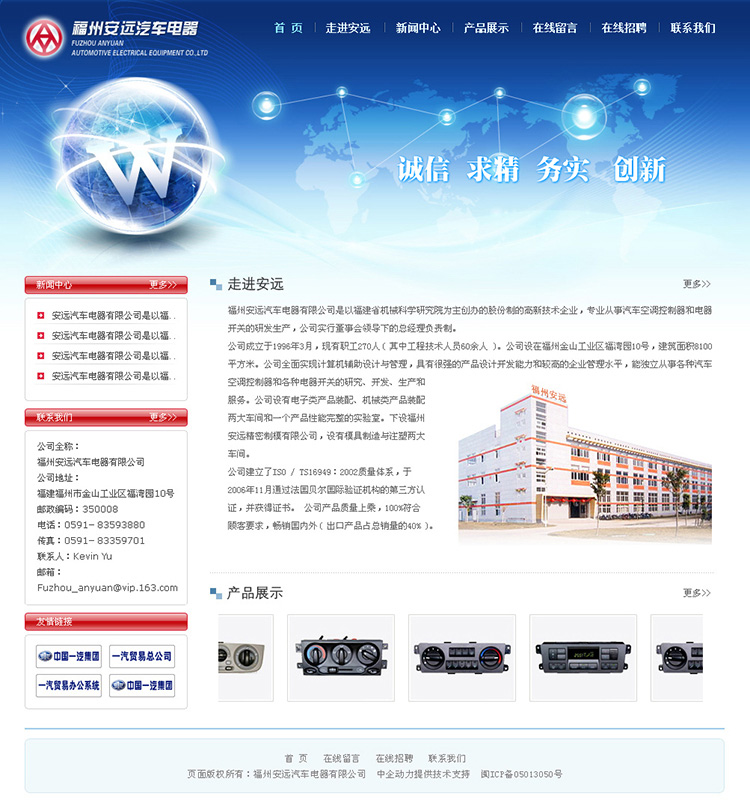 福州安远汽车电器
FUZHOU ANYUAN
AUTOMOTIVE ELECTRICAL EQUIPMENT CO.,LTD
首 页 走进安远 新闻中心 产品展示 在线留言 在线招聘 联系我们
W
诚信 求精 务实 创新
新闻中心 更多>>
安远汽车电器有限公司是以福..
安远汽车电器有限公司是以福..
安远汽车电器有限公司是以福..
安远汽车电器有限公司是以福..
联系我们 更多>>
公司全称：
福州安远汽车电器有限公司
公司地址：
福建福州市金山工业区福湾园10号
邮政编码：350008
电话：0591－83593880
传真：0591－83359701
联系人：Kevin Yu
邮箱：
Fuzhou_anyuan@vip.163.com
友情链接
中国一汽集团 一汽贸易总公司
一汽贸易办公系统 中国一汽集团
走进安远 更多>>
福州安远汽车电器有限公司是以福建省机械科学研究院为主创办的股份制的高新技术企业，专业从事汽车空调控制器和电器
开关的研发生产，公司实行董事会领导下的总经理负责制。
公司成立于1996年3月，现有职工270人（ 其中工程技术人员60余人 ）。公司设在福州金山工业区福湾园10号，建筑面积8100
平方米。公司全面实现计算机辅助设计与管理，具有很强的产品设计开发能力和较高的企业管理水平，能独立从事各种汽车
空调控制器和各种电器开关的研究、开发、生产和
服务。公司设有电子类产品装配、机械类产品装配
两大车间和一个产品性能完整的实验室。下设福州
安远精密制模有限公司，设有模具制造与注塑两大
车间。
公司建立了ISO / TS16949：2002质量体系，于
2006年11月通过法国贝尔国际验证机构的第三方认
证，并获得证书。 公司产品质量上乘，100%符合
顾客要求，畅销国内外（ 出口产品占总销量的40% ）。
福州安远
产品展示 更多>>
首 页 在线留言 在线招聘 联系我们
页面版权所有：福州安远汽车电器有限公司 中企动力提供技术支持 闽ICP备05013050号